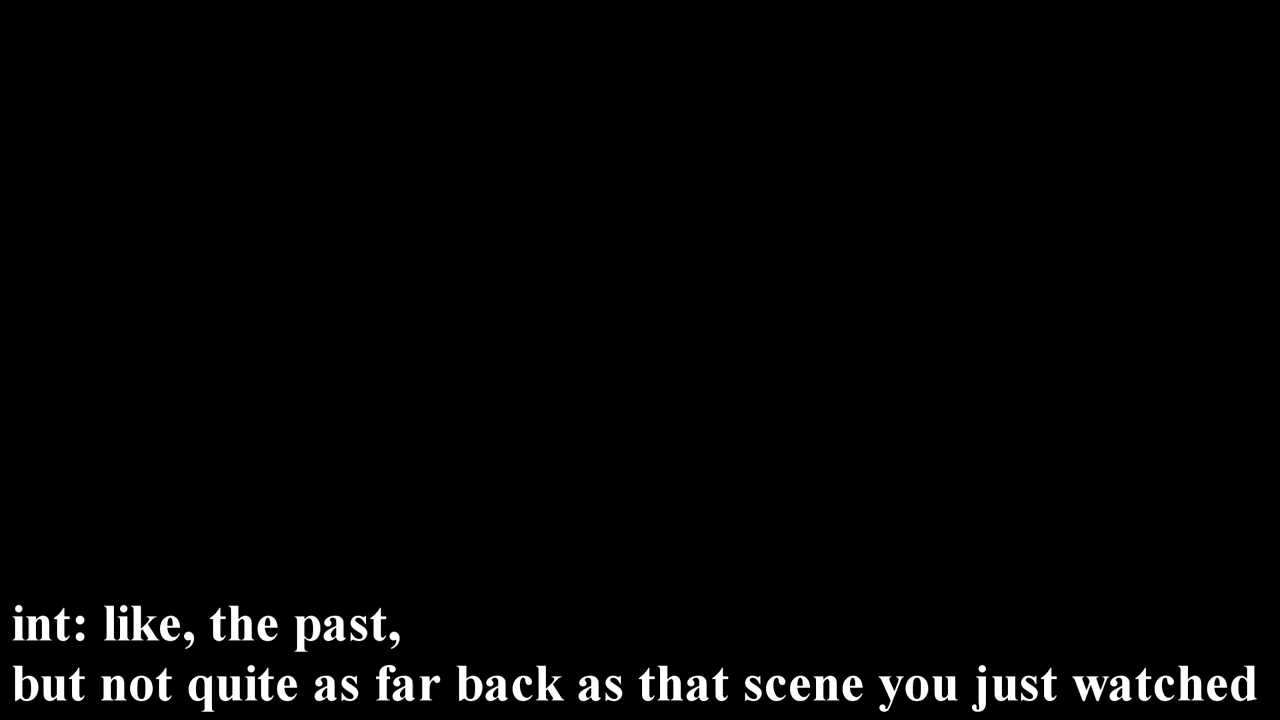 int: like, the past,
but not quite as far back as that scene you just watched